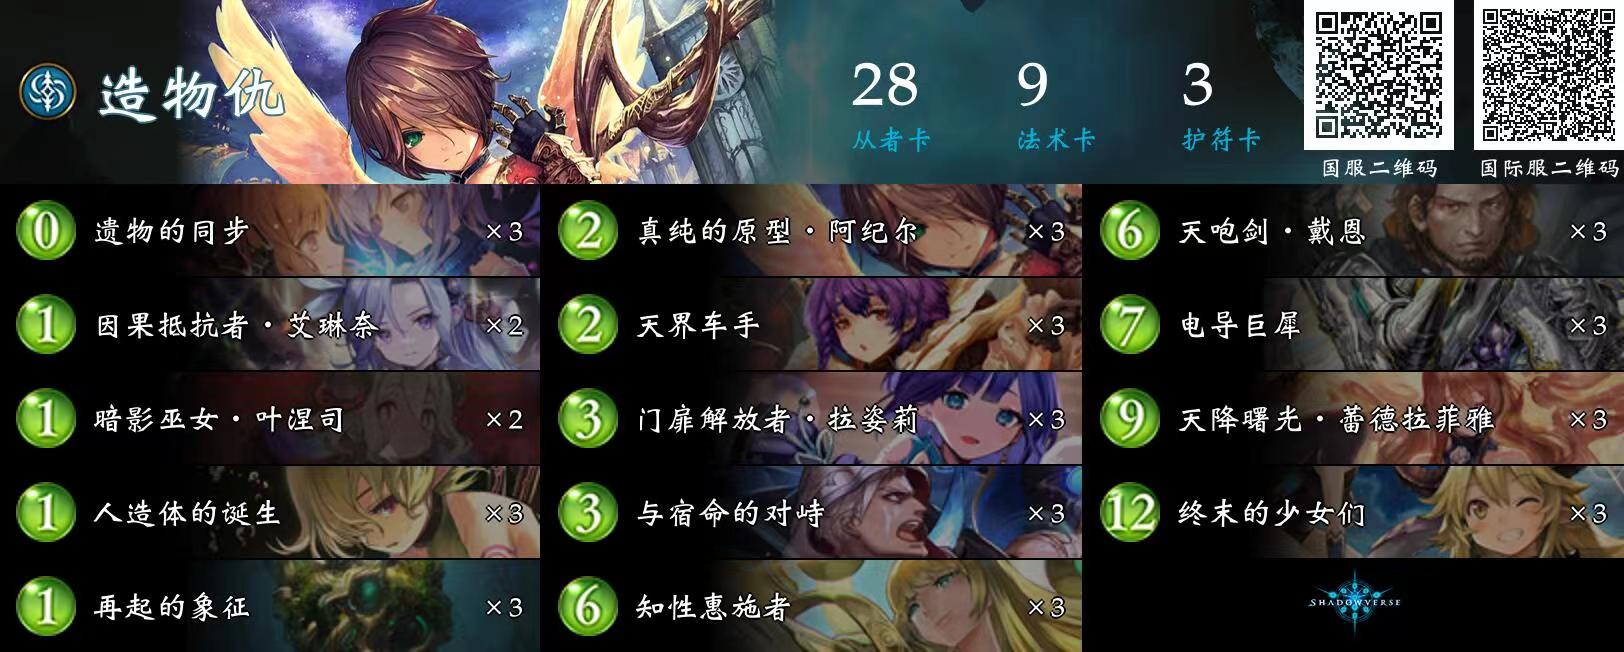 造物仇
28
从者卡
9
法术卡
3
护符卡
国服二维码
国际服二维码
0 遗物的同步 ×3
1 因果抵抗者·艾琳奈 ×2
1 暗影巫女·叶涅司 ×2
1 人造体的诞生 ×3
1 再起的象征 ×3
2 真纯的原型·阿纪尔 ×3
2 天界车手 ×3
3 门扉解放者·拉姿莉 ×3
3 与宿命的对峙 ×3
6 知性惠施者 ×3
6 天咆剑·戴恩 ×3
7 电导巨犀 ×3
9 天降曙光·蕾德拉菲雅 ×3
12 终末的少女们 ×3
SHADOWVERSE